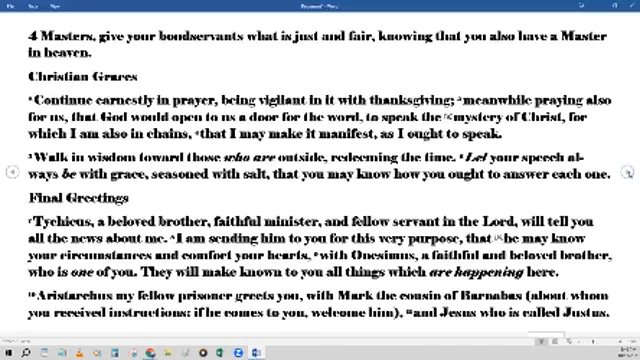 4 Masters, give your bondservants what is just and fair, knowing that you also have a Master
in heaven.
Christian Graces
2 Continue earnestly in prayer, being vigilant in it with thanksgiving; 3 meanwhile praying also
for us, that God would open to us a door for the word, to speak the mystery of Christ, for
which I am also in chains, 4 that I may make it manifest, as I ought to speak.
5 Walk in wisdom toward those who are outside, redeeming the time. 6 Let your speech al-
ways be with grace, seasoned with salt, that you may know how you ought to answer each one.
Final Greetings
7 Tychicus, a beloved brother, faithful minister, and fellow servant in the Lord, will tell you
all the news about me. 8 I am sending him to you for this very purpose, that he may know
your circumstances and comfort your hearts, 9 with Onesimus, a faithful and beloved brother,
who is one of you. They will make known to you all things which are happening here.
10 Aristarchus my fellow prisoner greets you, with Mark the cousin of Barnabas (about whom
you received instructions: if he comes to you, welcome him), 11 and Jesus who is called Justus.